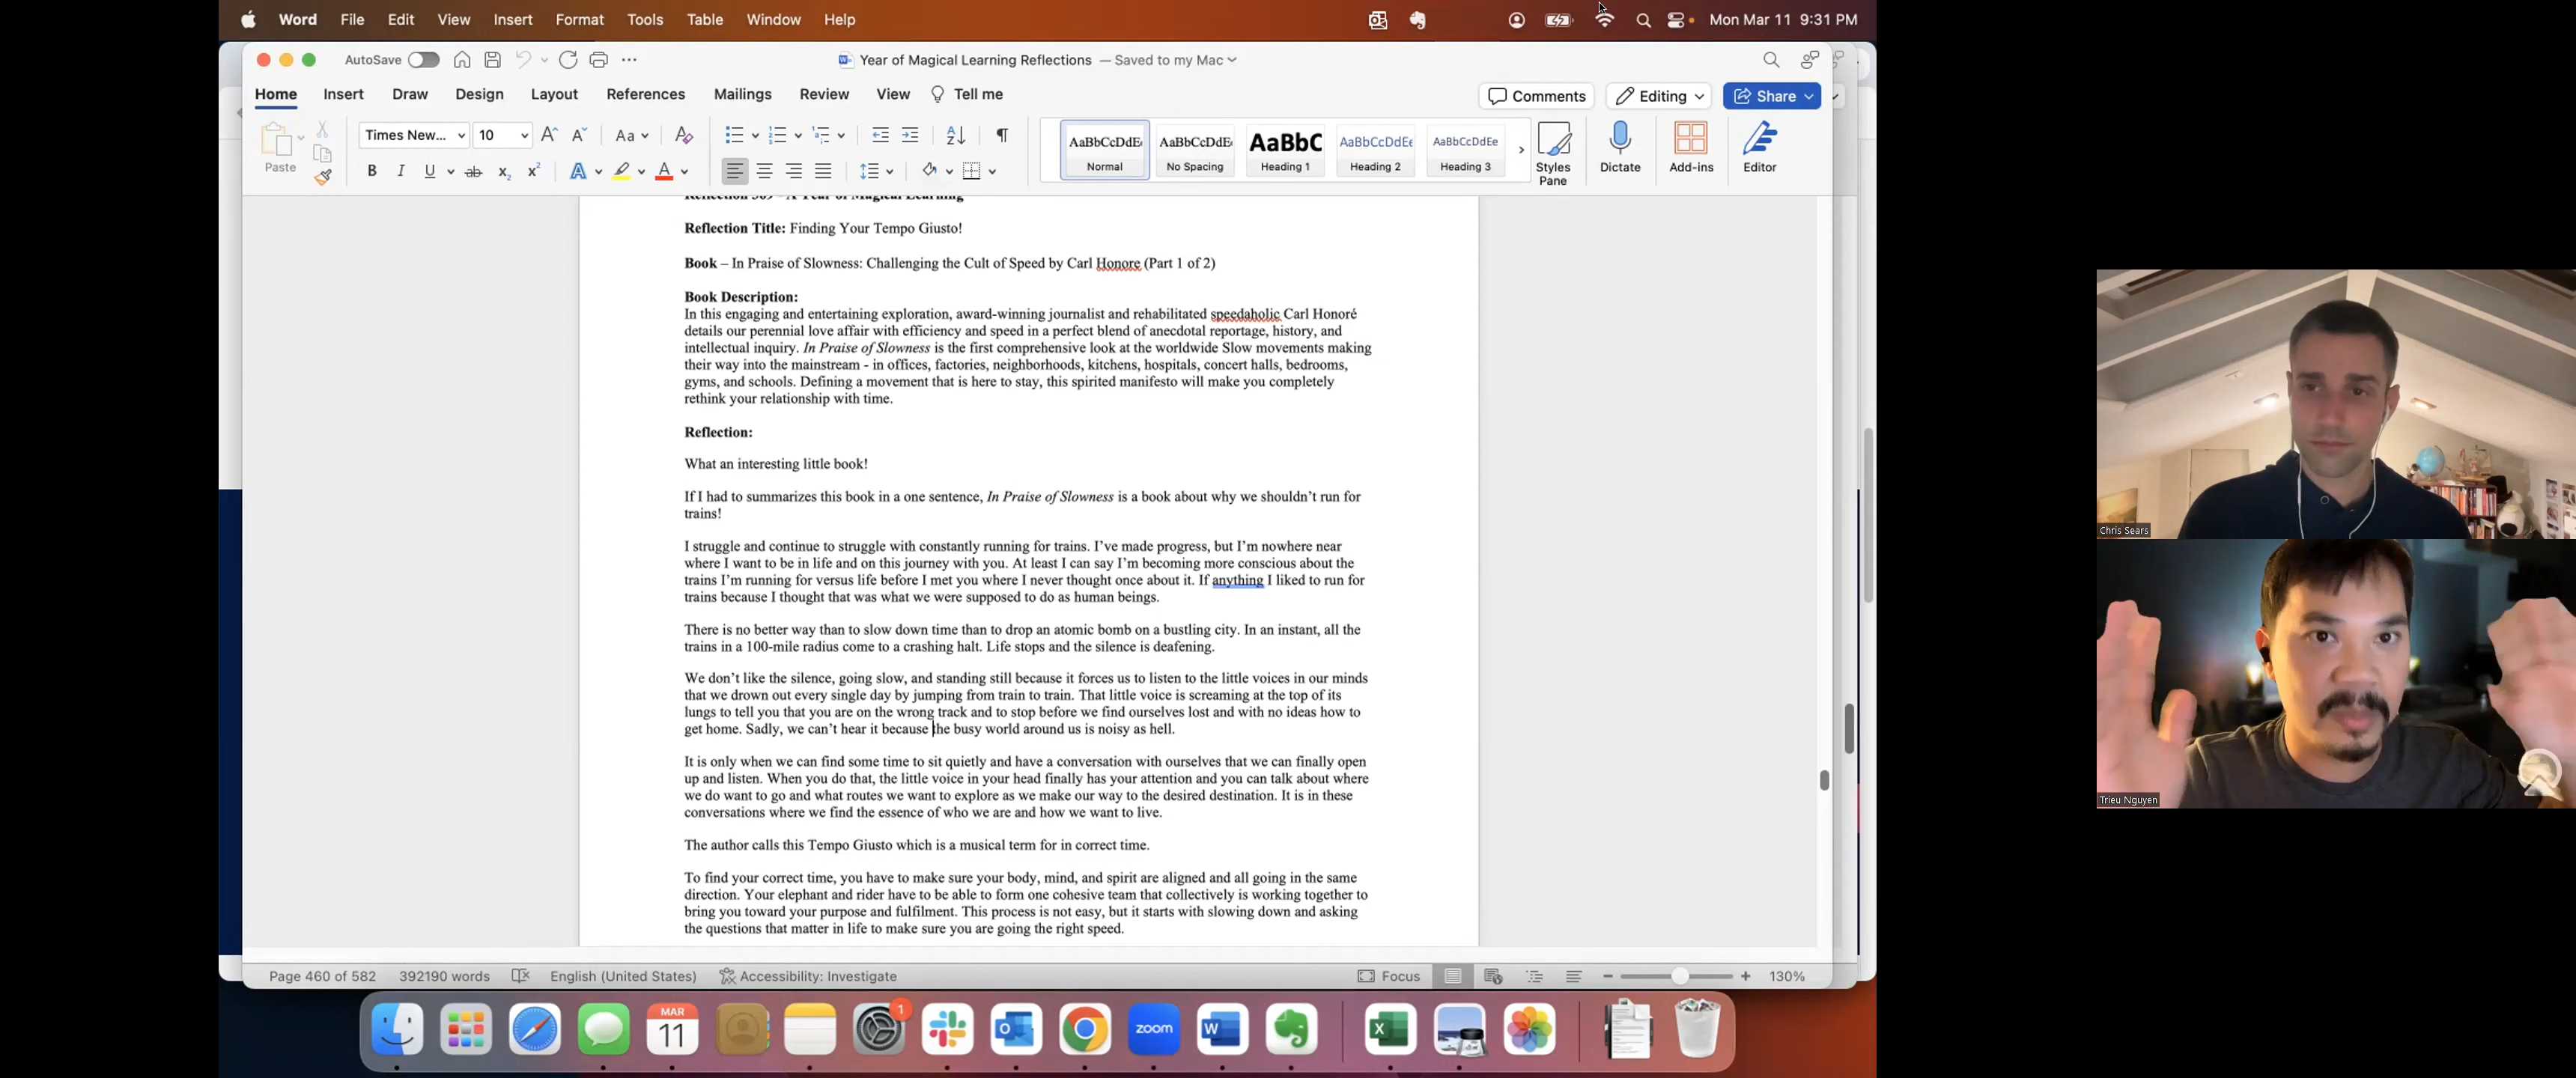 Word File Edit View Insert Format Tools Table Window Help Mon Mar 11 9:31 PM
AutoSave Year of Magical Learning Reflections — Saved to my Mac
Home Insert Draw Design Layout References Mailings Review View Tell me Comments Editing Share
Paste Times New... 10 Aa
AaBbCcDdE AaBbCcDdE AaBbC AaBbCcDdE AaBbCcDdEe
Normal No Spacing Heading 1 Heading 2 Heading 3 Styles Pane Dictate Add-ins Editor
Reflection 369 - A Year of Magical Learning
Reflection Title: Finding Your Tempo Giusto!
Book – In Praise of Slowness: Challenging the Cult of Speed by Carl Honore (Part 1 of 2)
Book Description:
In this engaging and entertaining exploration, award-winning journalist and rehabilitated speedaholic Carl Honoré
details our perennial love affair with efficiency and speed in a perfect blend of anecdotal reportage, history, and
intellectual inquiry. In Praise of Slowness is the first comprehensive look at the worldwide Slow movements making
their way into the mainstream - in offices, factories, neighborhoods, kitchens, hospitals, concert halls, bedrooms,
gyms, and schools. Defining a movement that is here to stay, this spirited manifesto will make you completely
rethink your relationship with time.
Reflection:
What an interesting little book!
If I had to summarizes this book in a one sentence, In Praise of Slowness is a book about why we shouldn't run for
trains!
I struggle and continue to struggle with constantly running for trains. I've made progress, but I'm nowhere near
where I want to be in life and on this journey with you. At least I can say I'm becoming more conscious about the
trains I'm running for versus life before I met you where I never thought once about it. If anything I liked to run for
trains because I thought that was what we were supposed to do as human beings.
There is no better way than to slow down time than to drop an atomic bomb on a bustling city. In an instant, all the
trains in a 100-mile radius come to a crashing halt. Life stops and the silence is deafening.
We don't like the silence, going slow, and standing still because it forces us to listen to the little voices in our minds
that we drown out every single day by jumping from train to train. That little voice is screaming at the top of its
lungs to tell you that you are on the wrong track and to stop before we find ourselves lost and with no ideas how to
get home. Sadly, we can't hear it because the busy world around us is noisy as hell.
It is only when we can find some time to sit quietly and have a conversation with ourselves that we can finally open
up and listen. When you do that, the little voice in your head finally has your attention and you can talk about where
we do want to go and what routes we want to explore as we make our way to the desired destination. It is in these
conversations where we find the essence of who we are and how we want to live.
The author calls this Tempo Giusto which is a musical term for in correct time.
To find your correct time, you have to make sure your body, mind, and spirit are aligned and all going in the same
direction. Your elephant and rider have to be able to form one cohesive team that collectively is working together to
bring you toward your purpose and fulfilment. This process is not easy, but it starts with slowing down and asking
the questions that matter in life to make sure you are going the right speed.
Page 460 of 582 392190 words English (United States) Accessibility: Investigate Focus 130%
MAR
11
1
zoom
Chris Sears
Trieu Nguyen